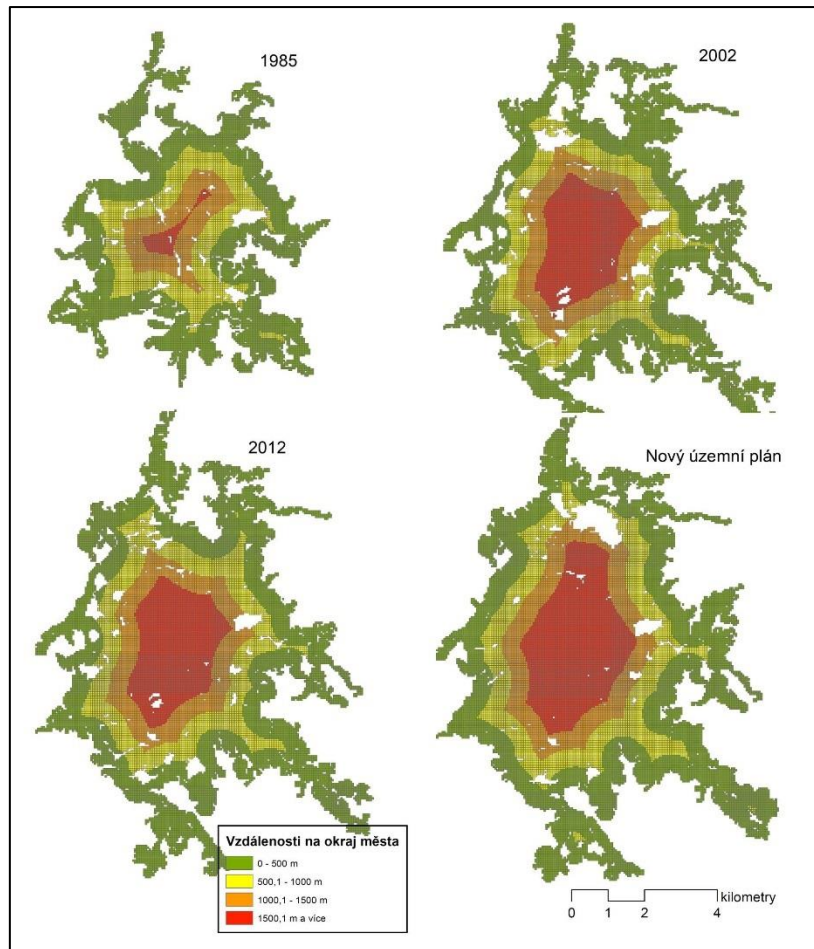 1985
2002
2012
Nový územní plán
Vzdálenosti na okraj města
0 - 500 m
500,1 - 1000 m
1000,1 - 1500 m
1500,1 m a více
kilometry
0 1 2 4